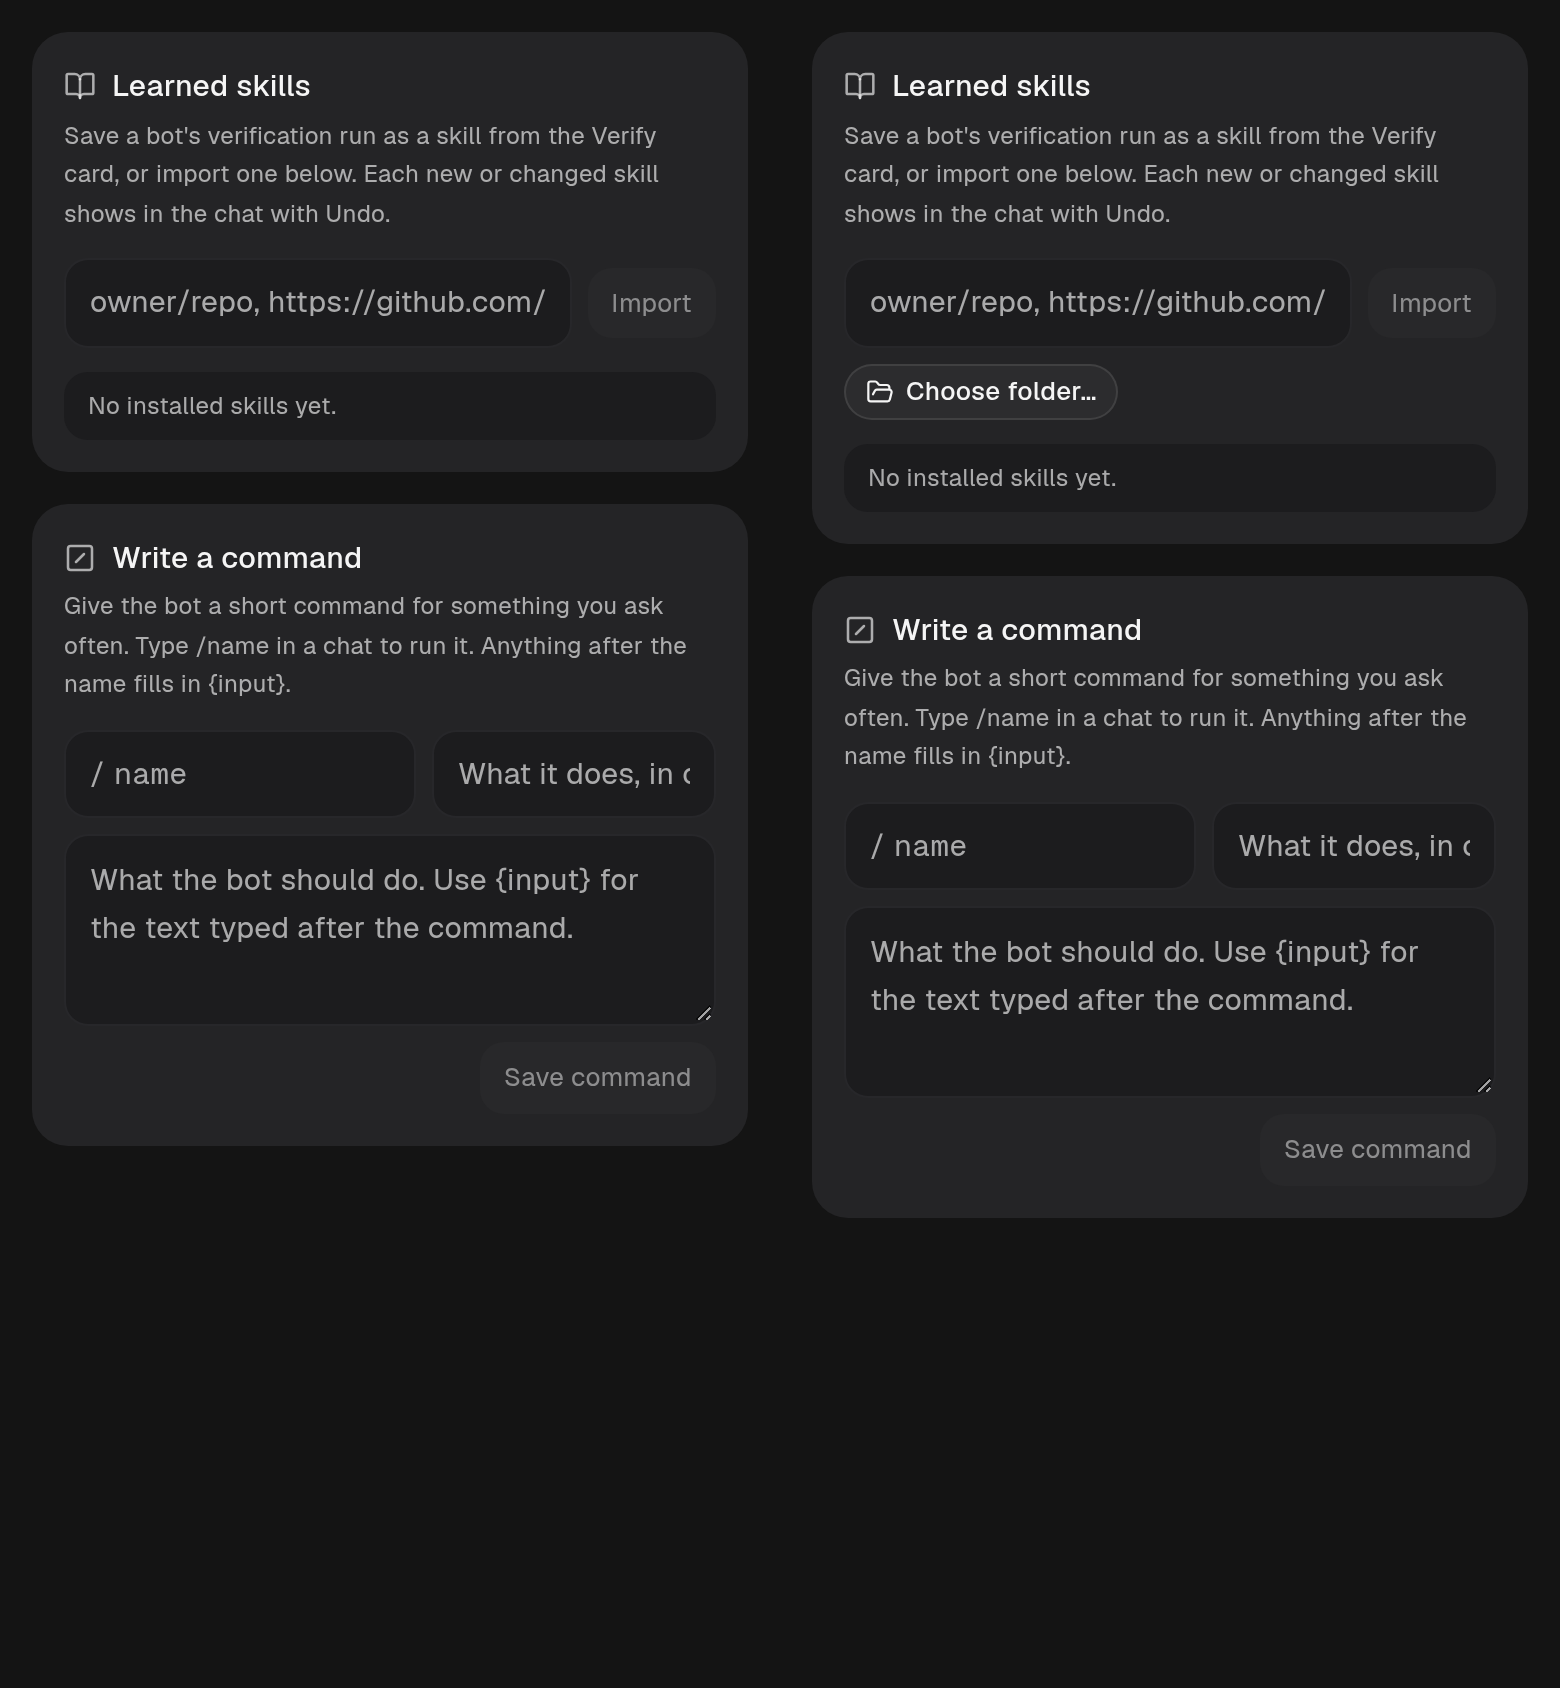 Learned skills
Save a bot's verification run as a skill from the Verify
card, or import one below. Each new or changed skill
shows in the chat with Undo.
owner/repo, https://github.com/
Import
No installed skills yet.
Write a command
Give the bot a short command for something you ask
often. Type /name in a chat to run it. Anything after the
name fills in {input}.
/ name
What it does, in
What the bot should do. Use {input} for
the text typed after the command.
Save command
Learned skills
Save a bot's verification run as a skill from the Verify
card, or import one below. Each new or changed skill
shows in the chat with Undo.
owner/repo, https://github.com/
Import
Choose folder...
No installed skills yet.
Write a command
Give the bot a short command for something you ask
often. Type /name in a chat to run it. Anything after the
name fills in {input}.
/ name
What it does, in
What the bot should do. Use {input} for
the text typed after the command.
Save command